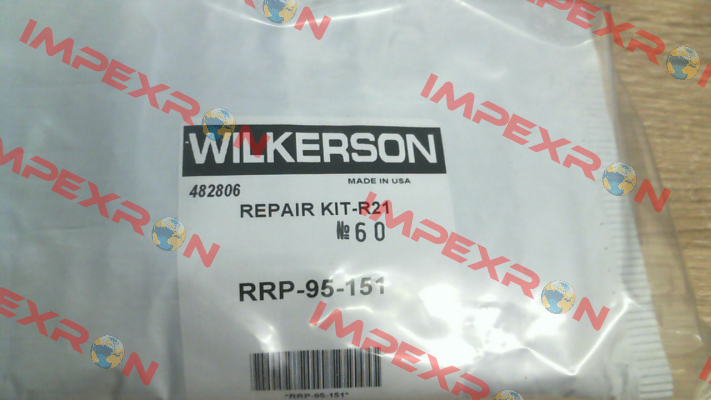 WILKERSON
MADE IN USA
482806
REPAIR KIT-R21
№60
RRP-95-151
"RRP-95-151"
IMPEXRON
IMPEXRON
IMPEXRON
IMPEXRON
IMPEXRON
IMPEXRON
IMPEXRON